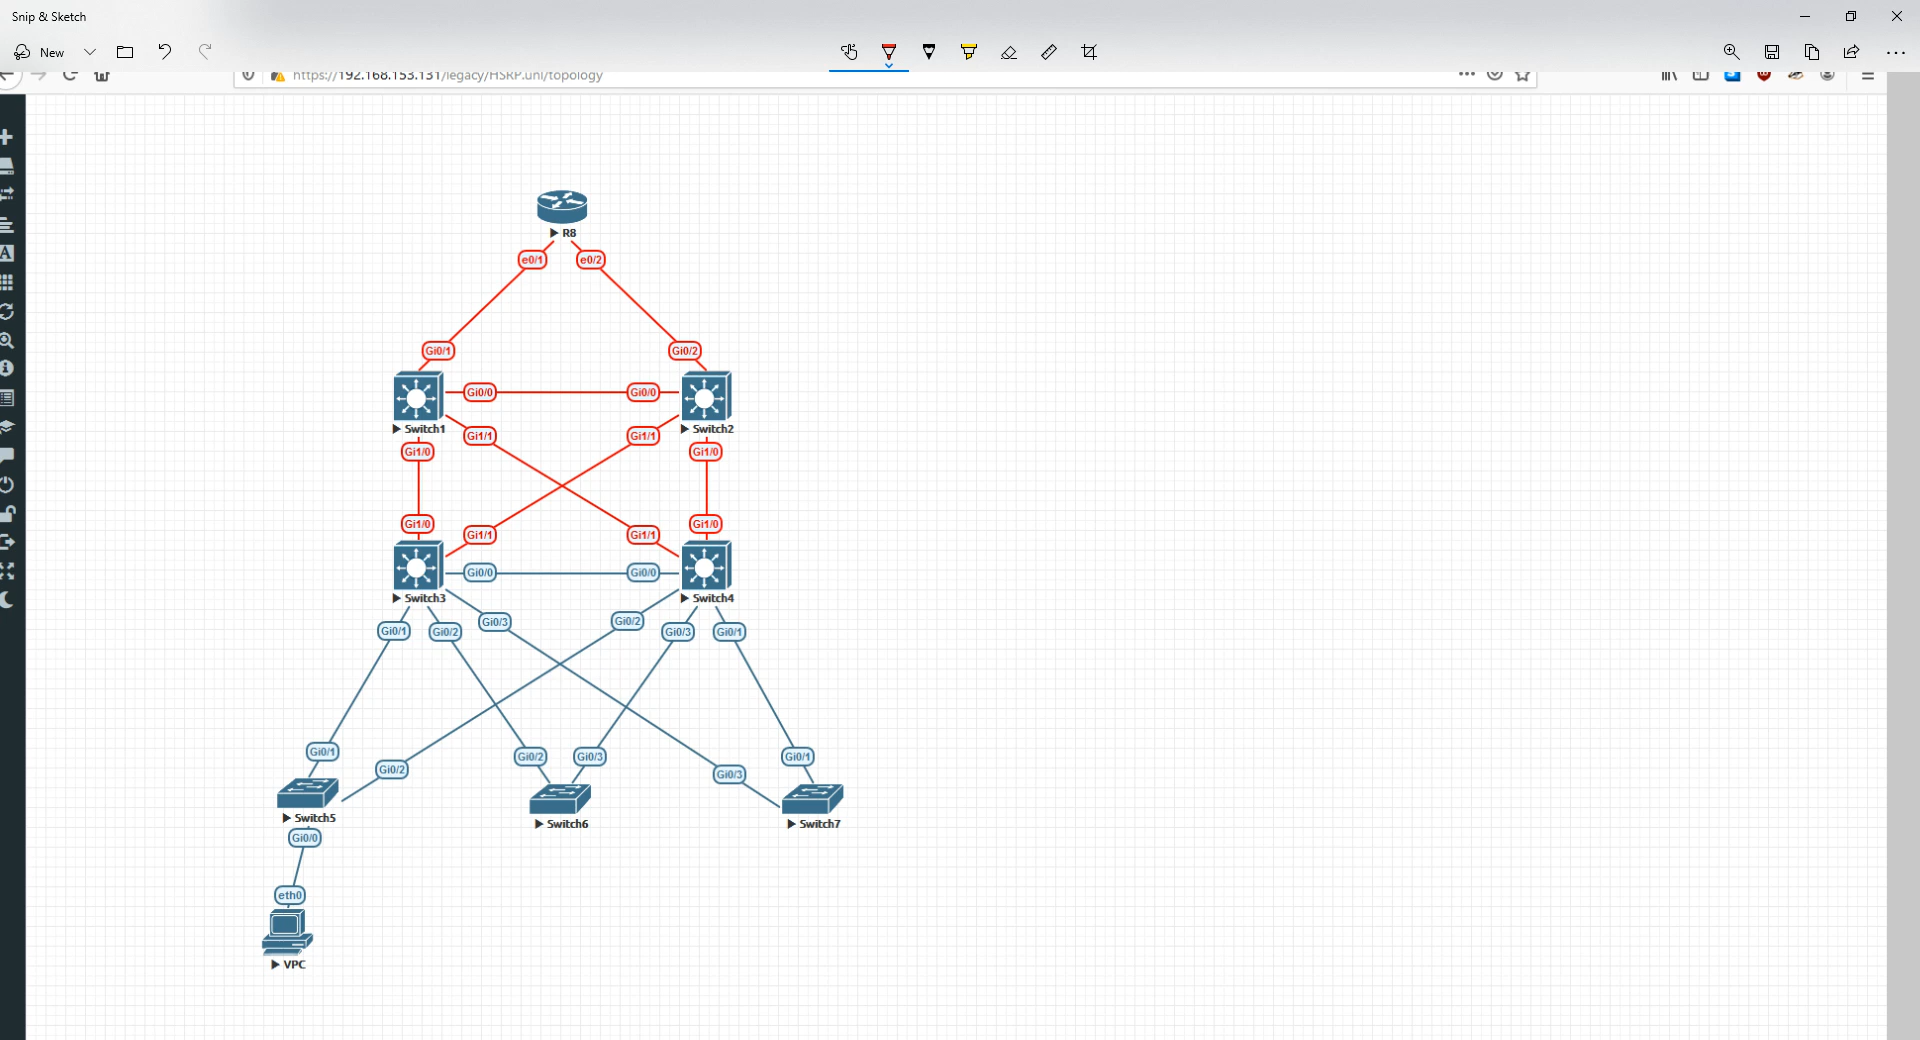 Snip & Sketch
New
https://192.168.153.131/legacy/HSRP.unl/topology
R8
e0/1 e0/2
Gi0/1 Gi0/2
Gi0/0 Gi0/0
Switch1 Switch2
Gi1/1 Gi1/1
Gi1/0 Gi1/0
Gi1/0 Gi1/0
Gi1/1 Gi1/1
Gi0/0 Gi0/0
Switch3 Switch4
Gi0/1 Gi0/2 Gi0/3 Gi0/2 Gi0/3 Gi0/1
Gi0/1 Gi0/2 Gi0/2 Gi0/3 Gi0/3 Gi0/1
Switch5 Switch6 Switch7
Gi0/0
eth0
VPC